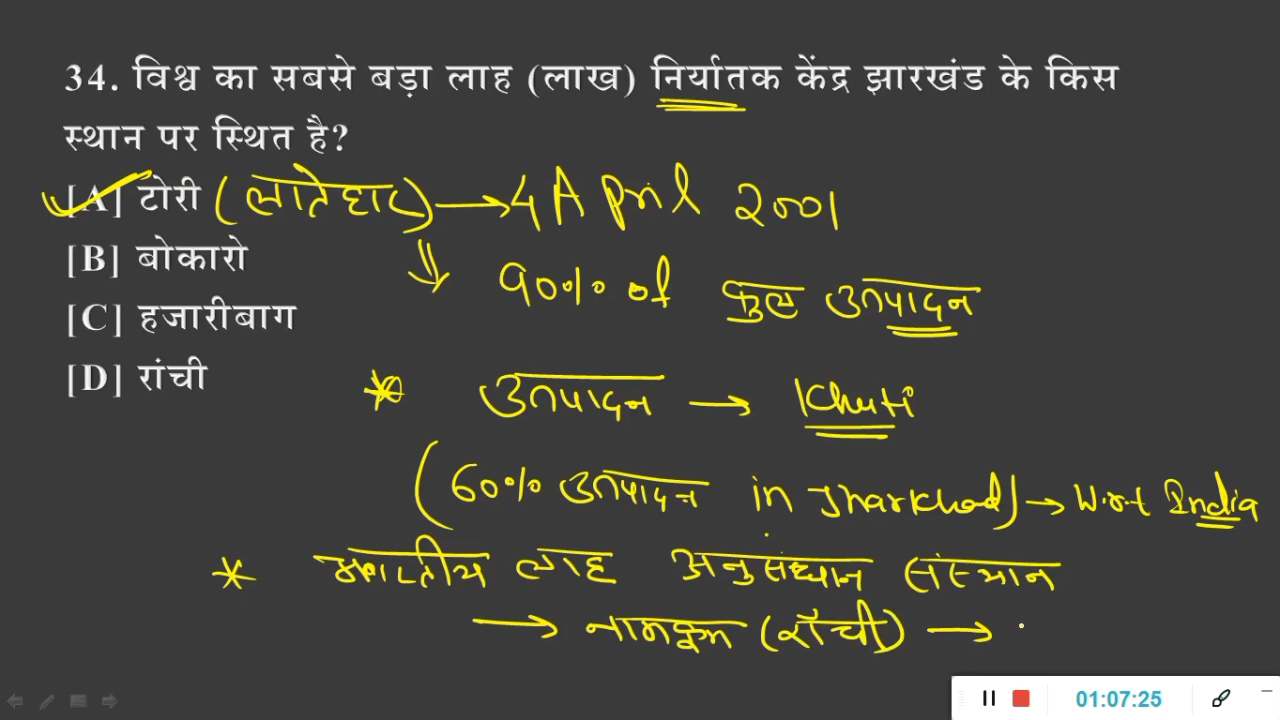 34. विश्व का सबसे बड़ा लाह (लाख) निर्यातक केंद्र झारखंड के किस
स्थान पर स्थित है?
[A] टोरी (लातेहार) → 4 April 2001
90% of कुल उत्पादन
[B] बोकारो
[C] हजारीबाग
[D] रांची
* उत्पादन → Khuti
(60% उत्पादन in Jharkhad) → W.r.t India
* भारतीय लाह अनुसंधान संस्थान
→ नामकुम (राँची) →
01:07:25